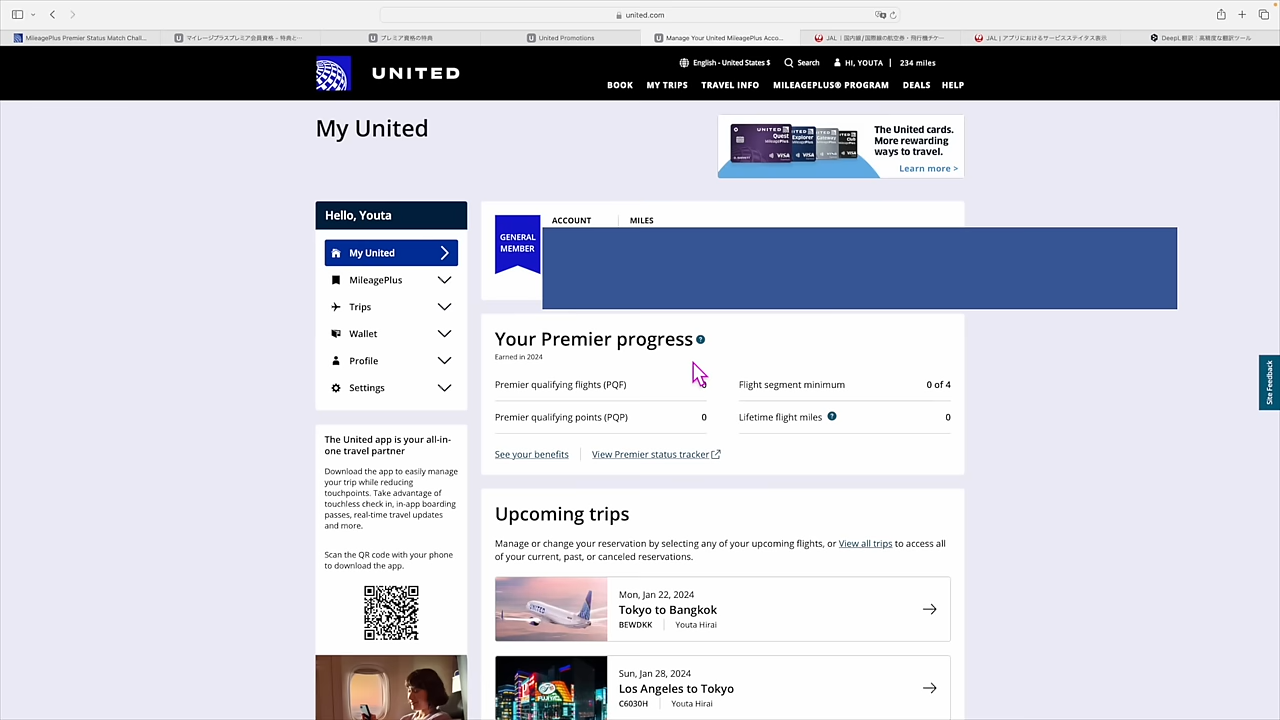 united.com
MileagePlus Premier Status Match Chall...
マイレージプラスプレミア会員資格 – 特典と...
プレミア資格の特典
United Promotions
Manage Your United MileagePlus Acco...
JAL | 国内線/国際線の航空券・飛行機チケ...
JAL | アプリにおけるサービスステイタス表示
DeepL翻訳：高精度な翻訳ツール
English - United States $
Search
HI, YOUTA | 234 miles
UNITED
BOOK MY TRIPS TRAVEL INFO MILEAGEPLUS® PROGRAM DEALS HELP
My United
The United cards.
More rewarding
ways to travel.
Learn more >
UNITED
Quest
MileagePlus
VISA
Explorer
VISA
Gateway
VISA
Club
VISA
Hello, Youta
My United
MileagePlus
Trips
Wallet
Profile
Settings
The United app is your all-in-
one travel partner
Download the app to easily manage
your trip while reducing
touchpoints. Take advantage of
touchless check in, in-app boarding
passes, real-time travel updates
and more.
Scan the QR code with your phone
to download the app.
GENERAL
MEMBER
ACCOUNT
MILES
Your Premier progress
Earned in 2024
Premier qualifying flights (PQF) 0
Flight segment minimum 0 of 4
Premier qualifying points (PQP) 0
Lifetime flight miles 0
See your benefits
View Premier status tracker
Upcoming trips
Manage or change your reservation by selecting any of your upcoming flights, or View all trips to access all
of your current, past, or canceled reservations.
Mon, Jan 22, 2024
Tokyo to Bangkok
BEWDKK | Youta Hirai
Sun, Jan 28, 2024
Los Angeles to Tokyo
C6030H | Youta Hirai
Site Feedback